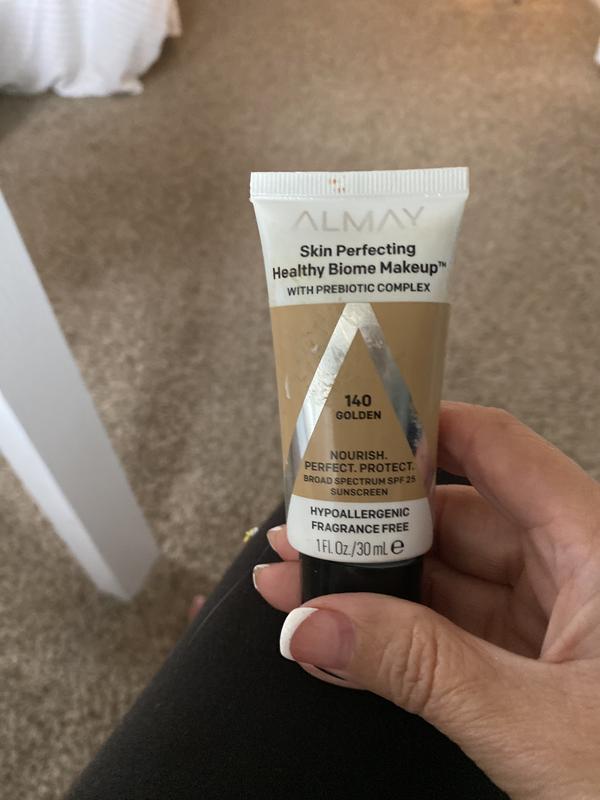 ALMAY
Skin Perfecting
Healthy Biome Makeup™
WITH PREBIOTIC COMPLEX
140
GOLDEN
NOURISH.
PERFECT. PROTECT.
BROAD SPECTRUM SPF 25
SUNSCREEN
HYPOALLERGENIC
FRAGRANCE FREE
1 Fl. Oz./30 mL ℮